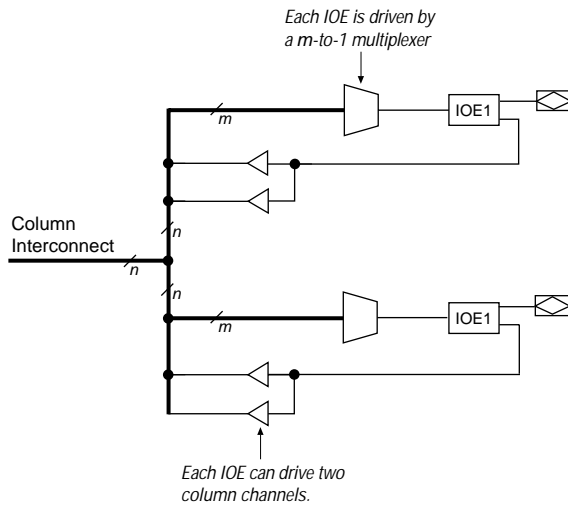 Each IOE is driven by
a m-to-1 multiplexer
m
IOE1
Column
Interconnect
n
n
n
m
IOE1
Each IOE can drive two
column channels.